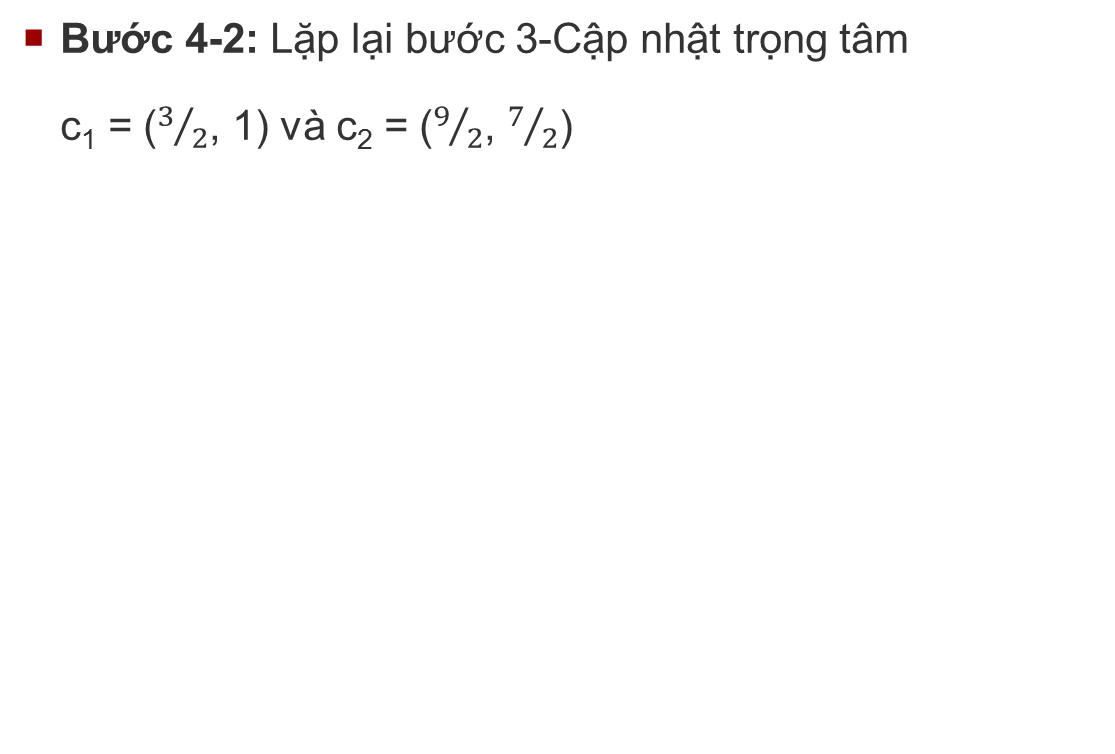 ▪ Bước 4-2: Lặp lại bước 3-Cập nhật trọng tâm
c₁ = (³/₂, 1) và c₂ = (⁹/₂, ⁷/₂)